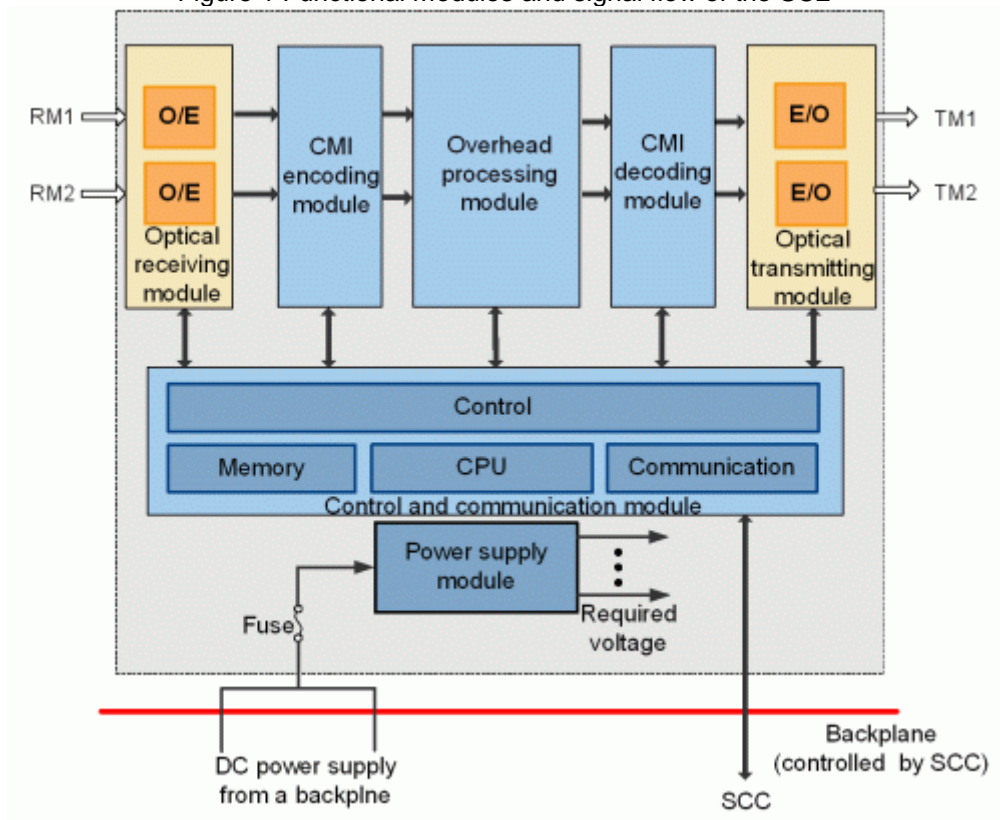 RM1
O/E
CMI
encoding
module
Overhead
processing
module
CMI
decoding
module
E/O
TM1
RM2
O/E
E/O
TM2
Optical
receiving
module
Optical
transmitting
module
Control
Memory
CPU
Communication
Control and communication module
Power supply
module
Fuse
Required
voltage
DC power supply
from a backplne
Backplane
(controlled by SCC)
SCC